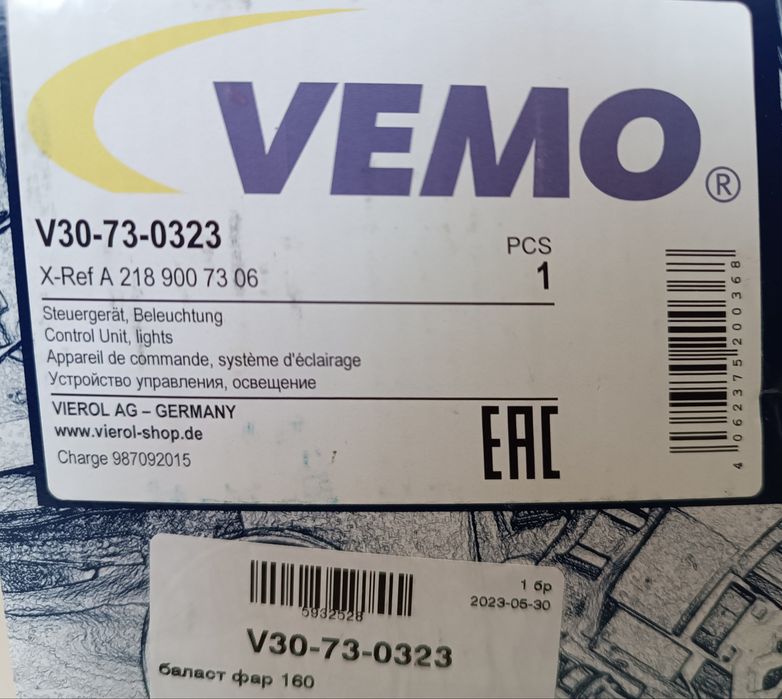 VEMO®
V30-73-0323
PCS
X-Ref A 218 900 73 06
1
Steuergerät, Beleuchtung
Control Unit, lights
Appareil de commande, système d'éclairage
Устройство управления, освещение
VIEROL AG – GERMANY
www.vierol-shop.de
Charge 987092015
EAC
4 062375 200368
5932528
1 бр
2023-05-30
V30-73-0323
баласт фар 160